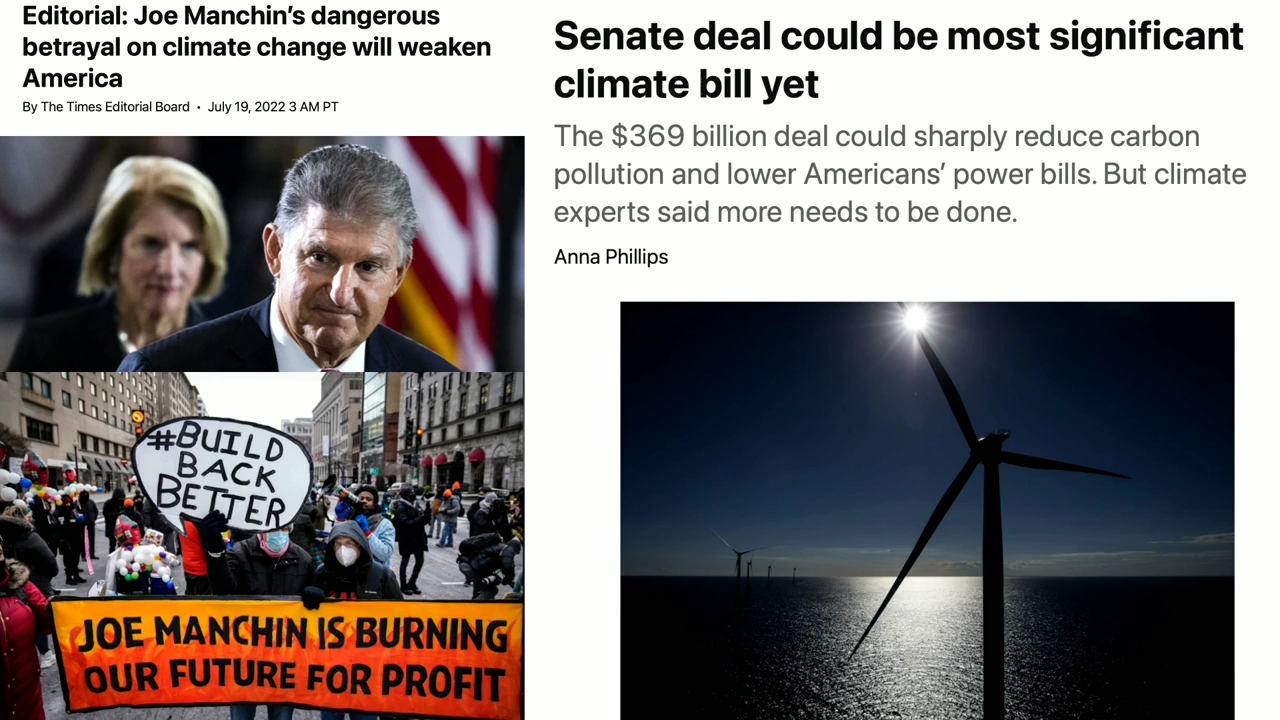 Editorial: Joe Manchin’s dangerous
betrayal on climate change will weaken
America
By The Times Editorial Board • July 19, 2022 3 AM PT
#BUILD
BACK
BETTER
JOE MANCHIN IS BURNING
OUR FUTURE FOR PROFIT
Senate deal could be most significant
climate bill yet
The $369 billion deal could sharply reduce carbon
pollution and lower Americans’ power bills. But climate
experts said more needs to be done.
Anna Phillips